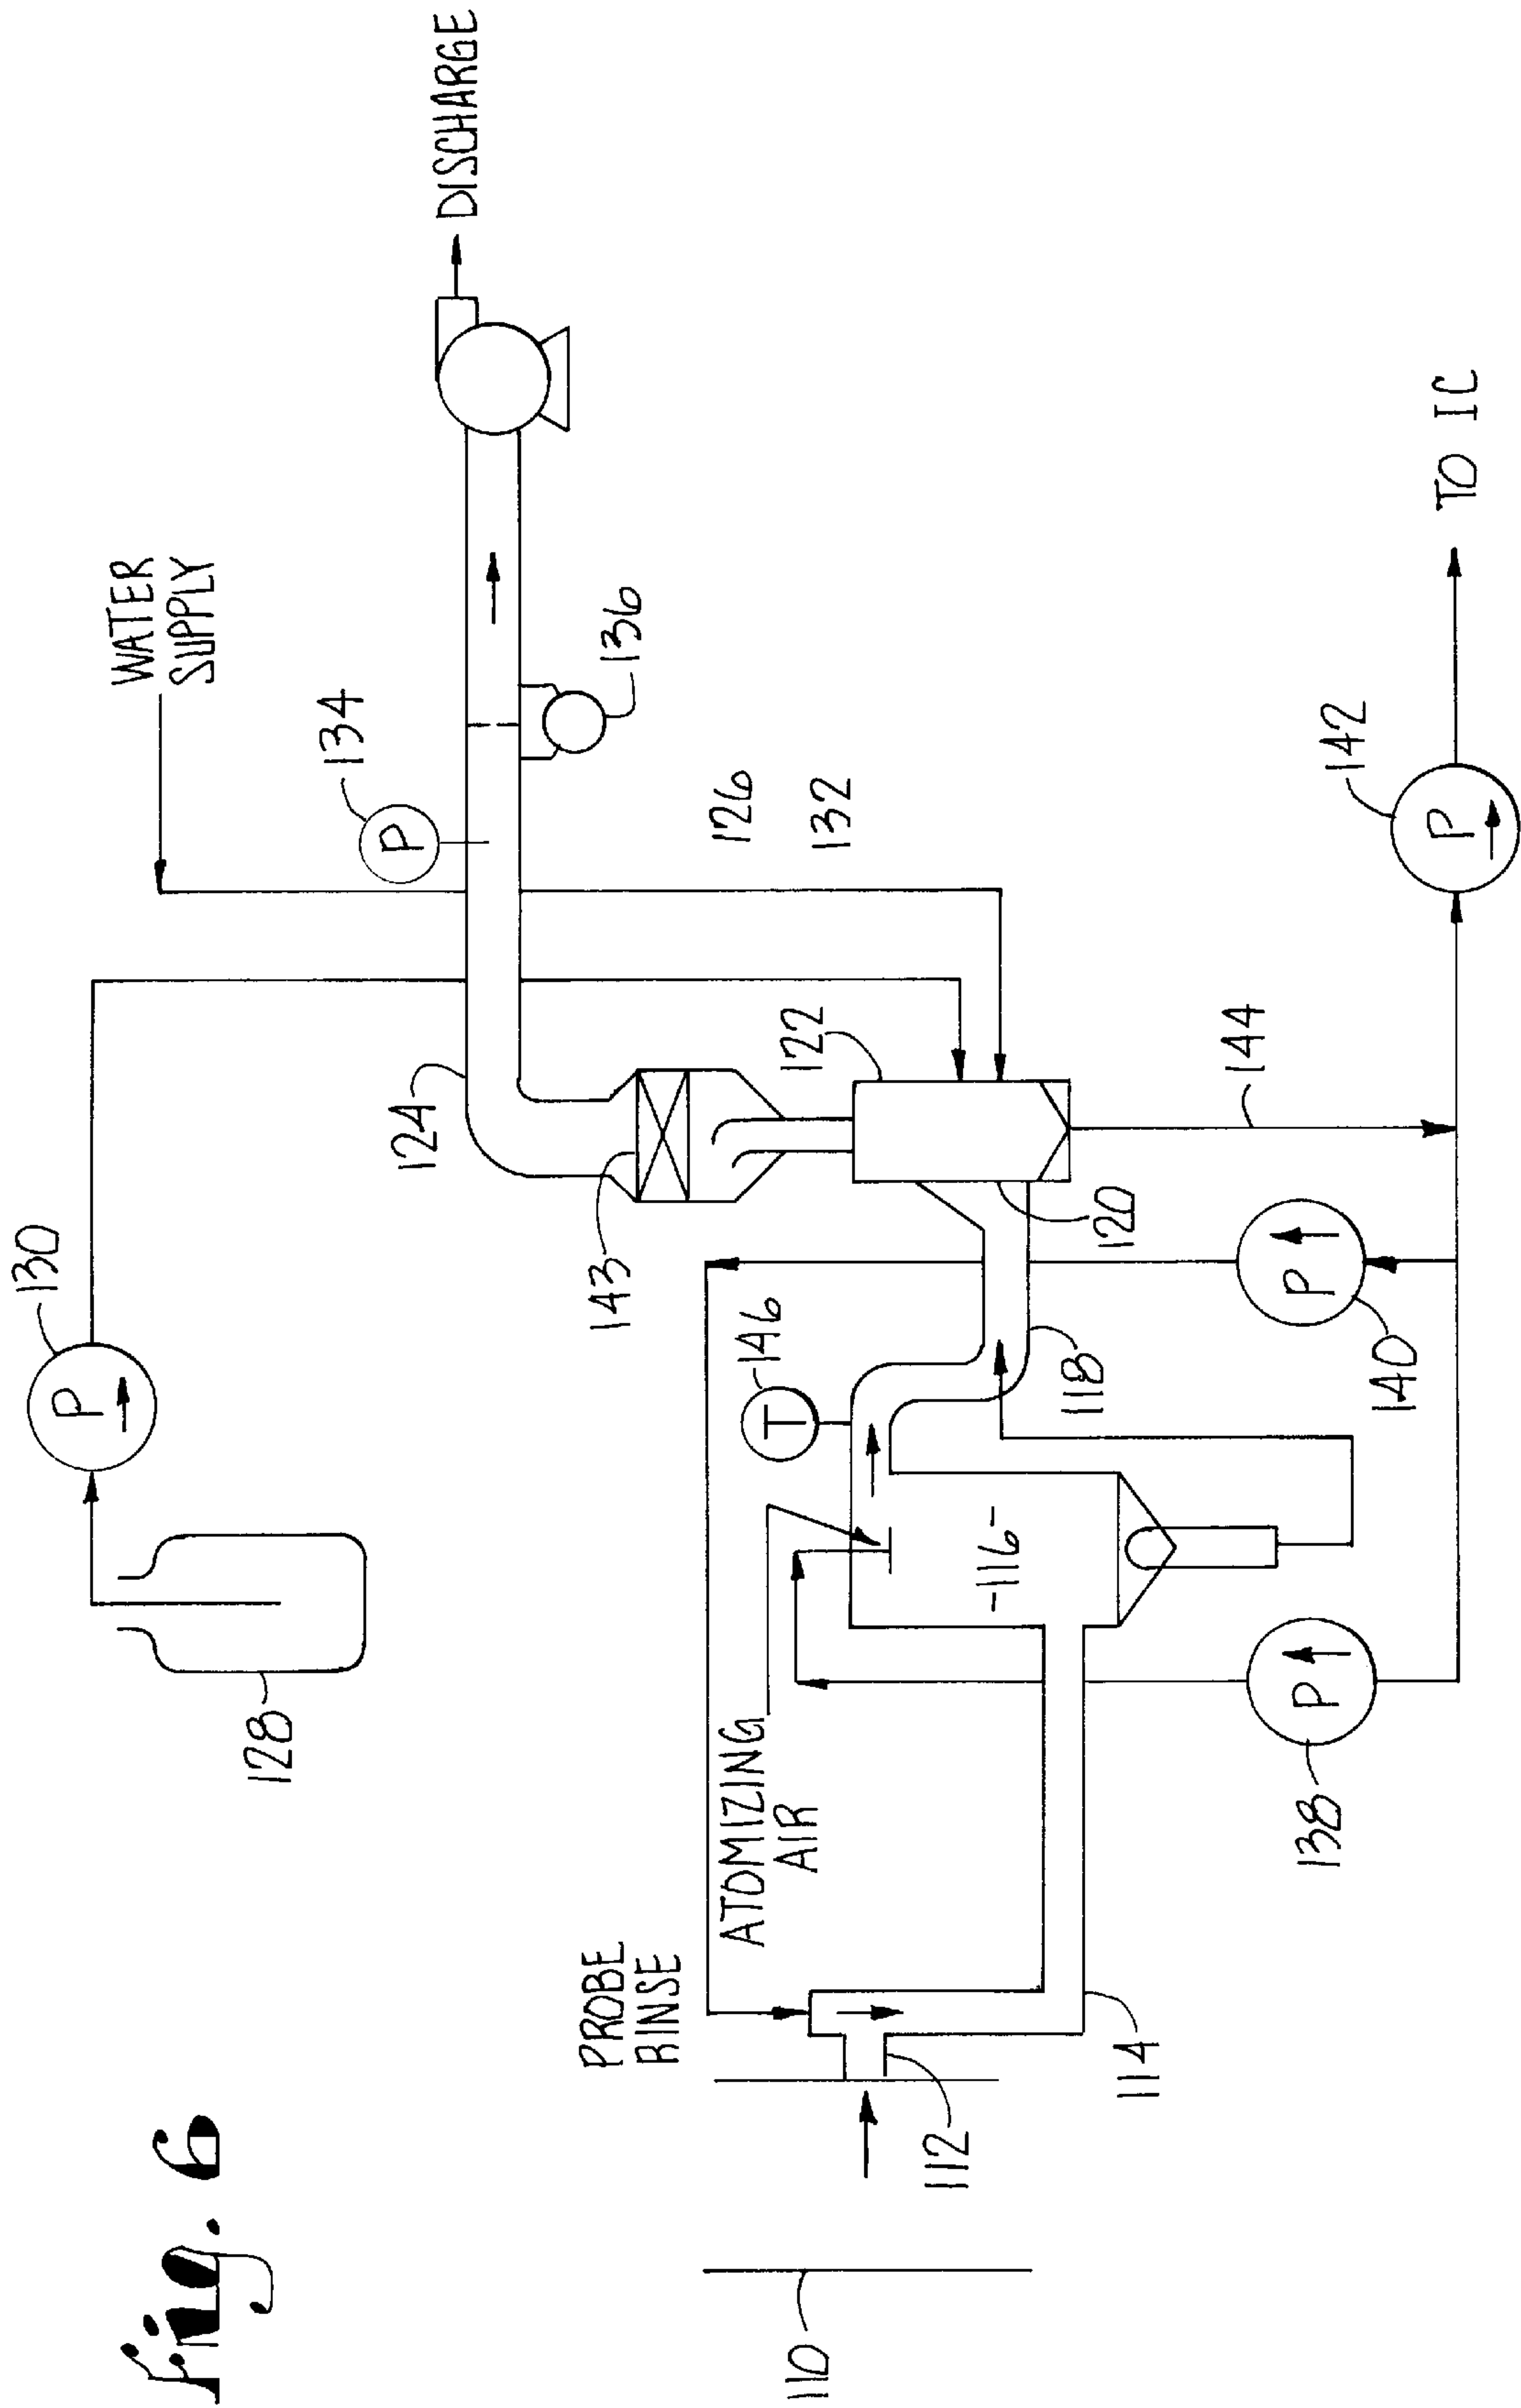 Fig. 6
110
112
114
PROBE
RINSE
ATOMIZING
AIR
-116-
T
146
118
120
122
143
124
126
132
128
P
130
WATER
SUPPLY
P
134
136
DISCHARGE
P
138
P
140
144
P
142
TO IC